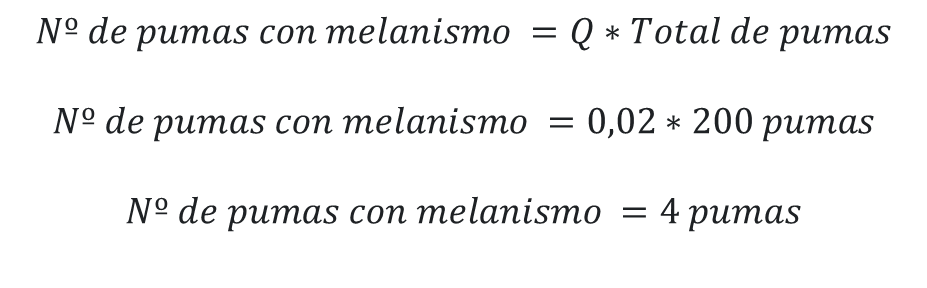 Nº de pumas con melanismo = Q * Total de pumas
Nº de pumas con melanismo = 0,02 * 200 pumas
Nº de pumas con melanismo = 4 pumas